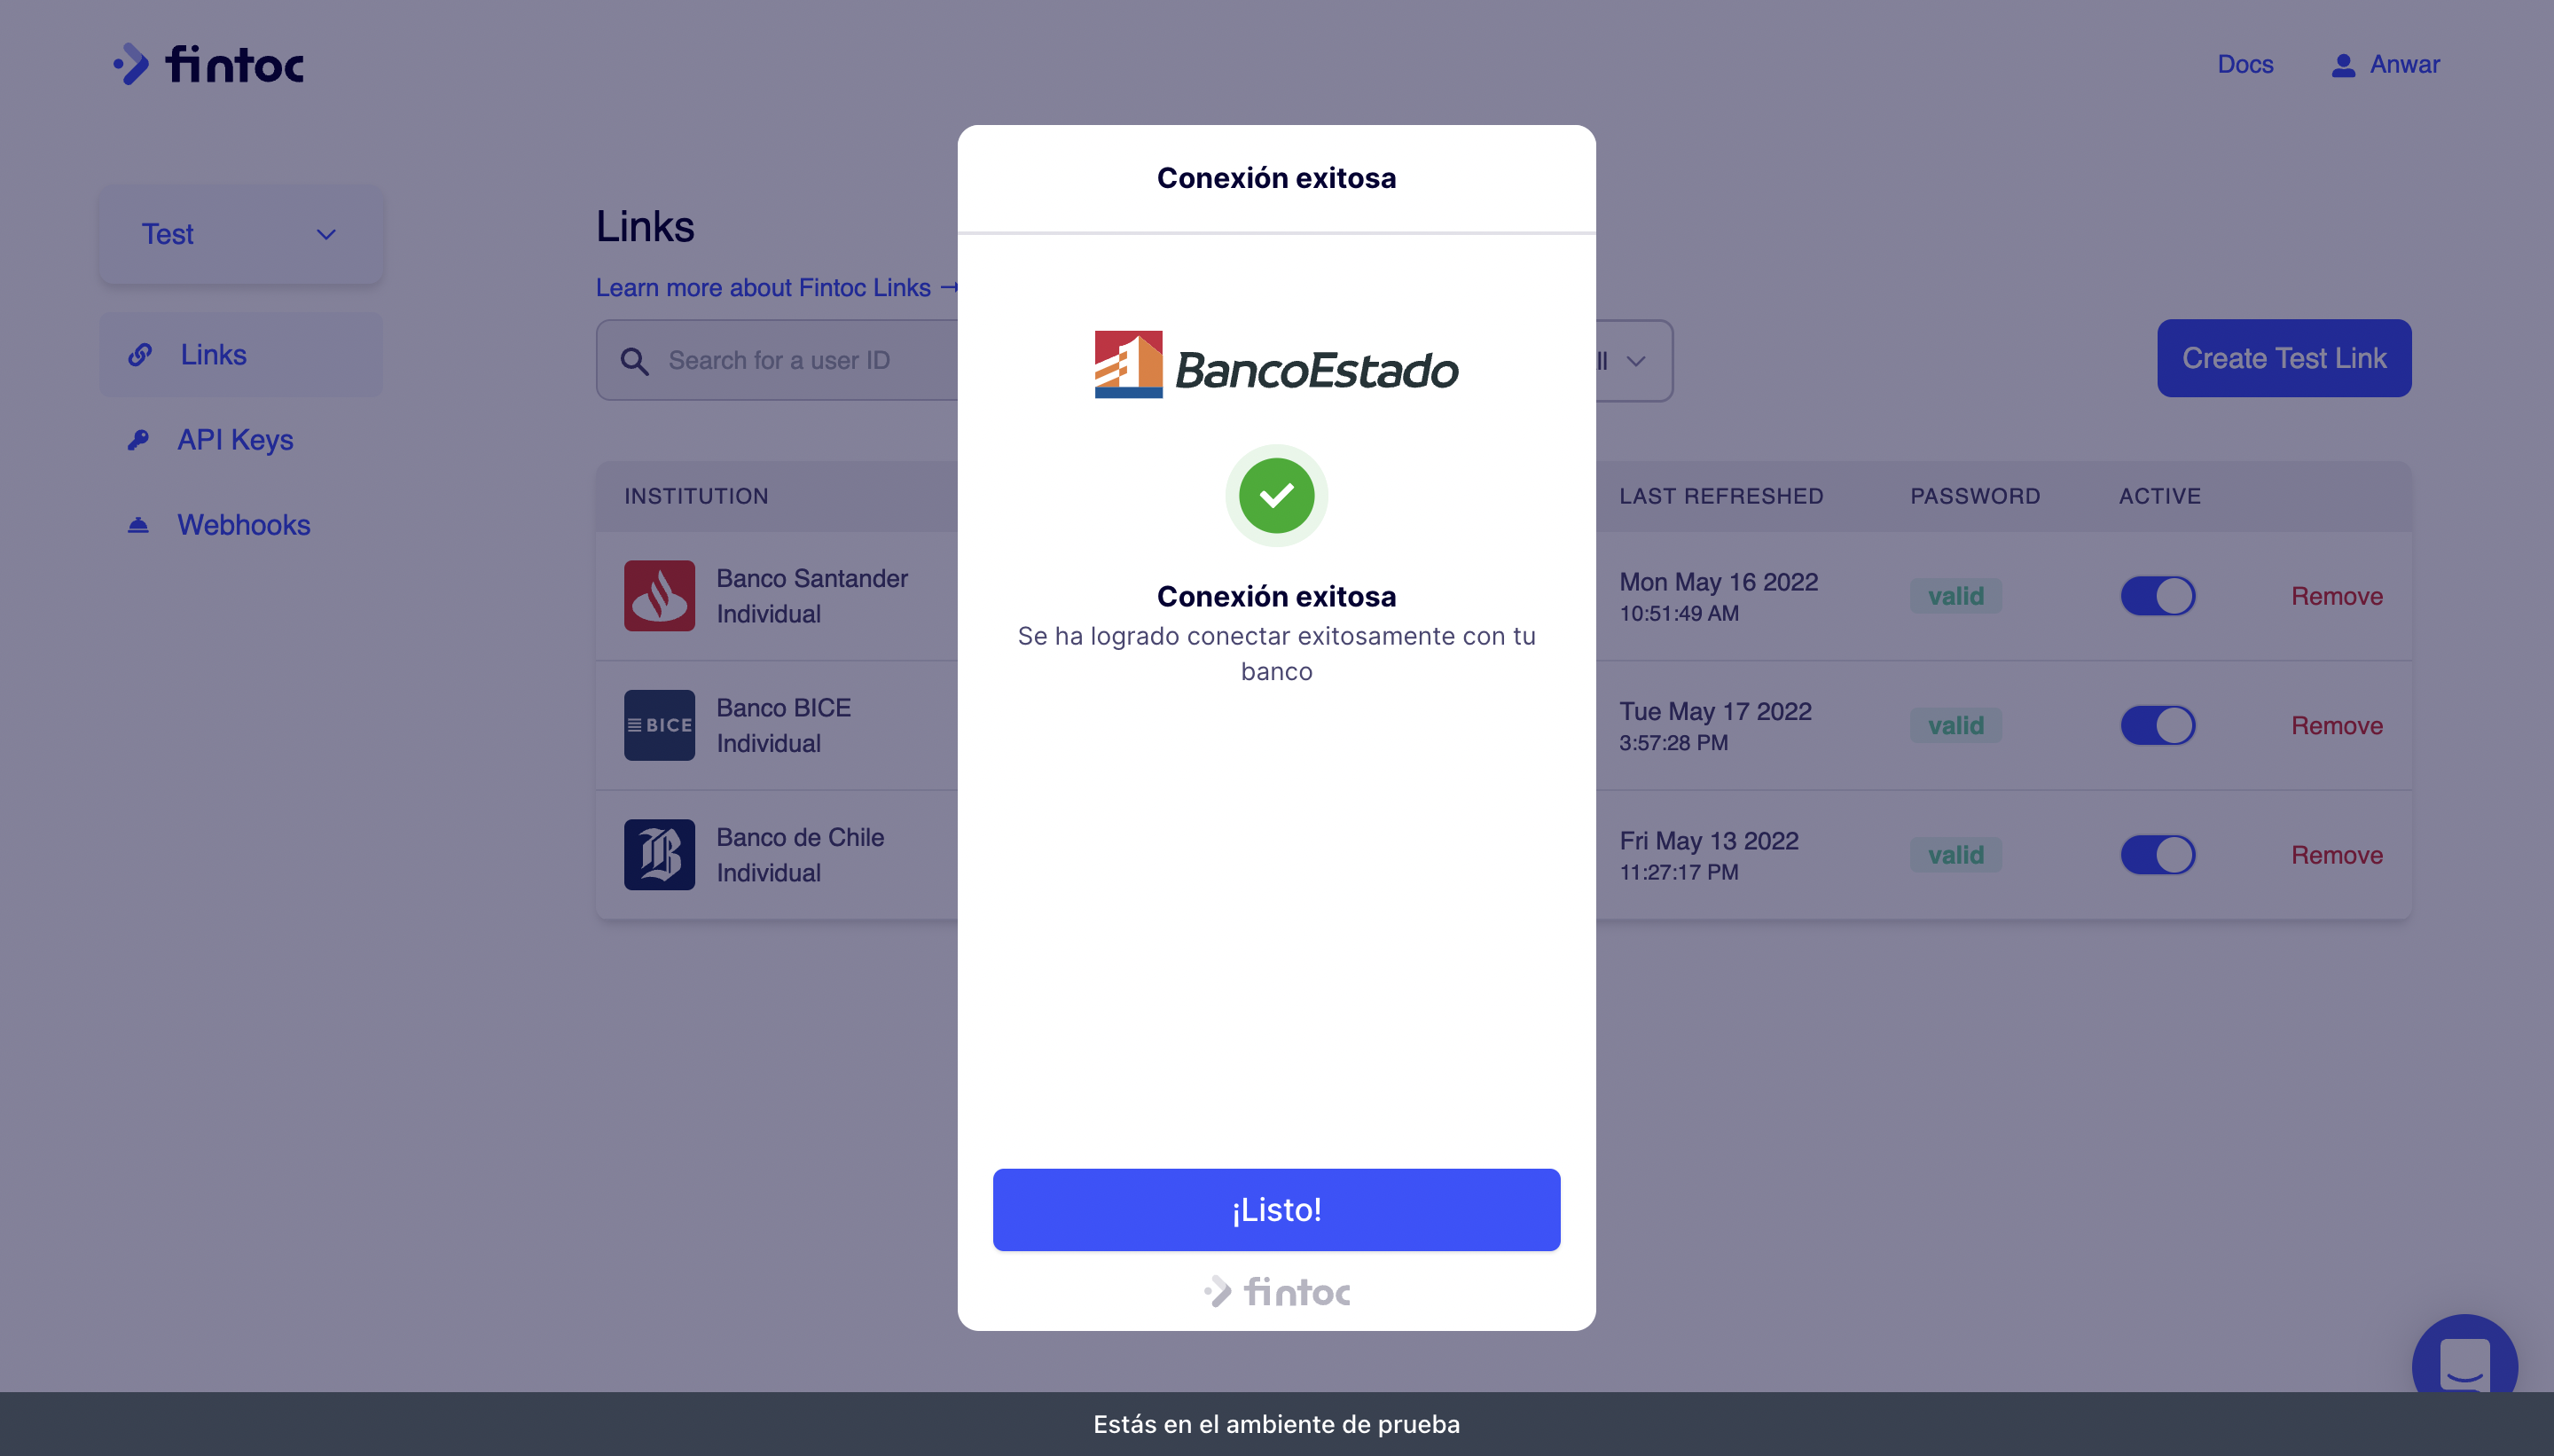 fintoc
Docs
Anwar
Test
Links
API Keys
Webhooks
Links
Learn more about Fintoc Links →
Search for a user ID
Create Test Link
INSTITUTION
LAST REFRESHED
PASSWORD
ACTIVE
Banco Santander
Individual
Mon May 16 2022
10:51:49 AM
valid
Remove
BICE
Banco BICE
Individual
Tue May 17 2022
3:57:28 PM
valid
Remove
B
Banco de Chile
Individual
Fri May 13 2022
11:27:17 PM
valid
Remove
Conexión exitosa
BancoEstado
Conexión exitosa
Se ha logrado conectar exitosamente con tu
banco
¡Listo!
fintoc
Estás en el ambiente de prueba